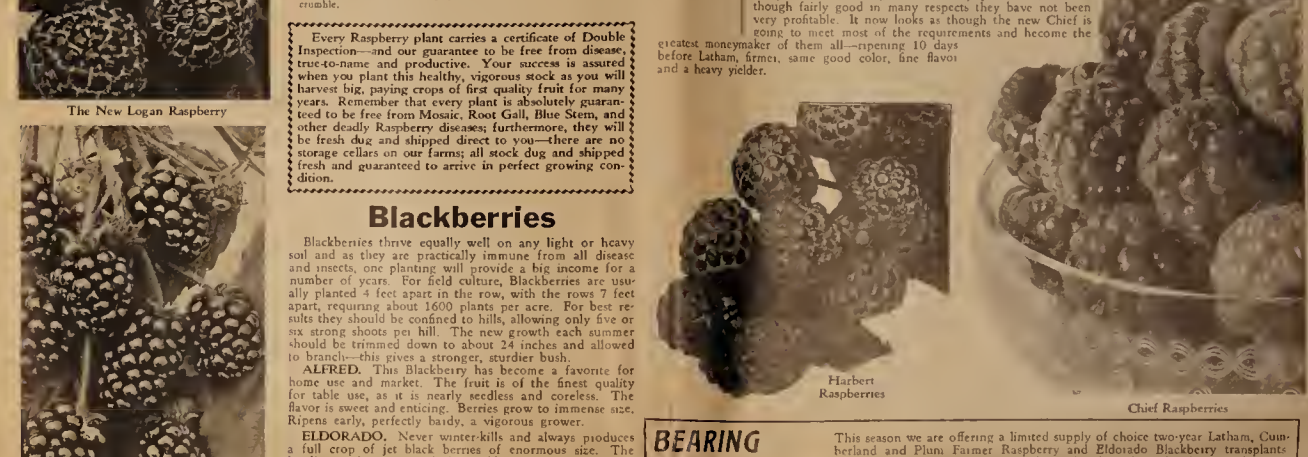 crumble.
The New Logan Raspberry
Every Raspberry plant carries a certificate of Double
Inspection—and our guarantee to be free from disease,
true-to-name and productive. Your success is assured
when you plant this healthy, vigorous stock as you will
harvest big, paying crops of first quality fruit for many
years. Remember that every plant is absolutely guaran-
teed to be free from Mosaic, Root Gall, Blue Stem, and
other deadly Raspberry diseases; furthermore, they will
be fresh dug and shipped direct to you—there are no
storage cellars on our farms; all stock dug and shipped
fresh and guaranteed to arrive in perfect growing con-
dition.
Blackberries
Blackberries thrive equally well on any light or heavy
soil and as they are practically immune from all disease
and insects, one planting will provide a big income for a
number of years. For field culture, Blackberries are usu-
ally planted 4 feet apart in the row, with the rows 7 feet
apart, requiring about 1600 plants per acre. For best re-
sults they should be confined to hills, allowing only five or
six strong shoots per hill. The new growth each summer
should be trimmed down to about 24 inches and allowed
to branch—this gives a stronger, sturdier bush.
ALFRED. This Blackberry has become a favorite for
home use and market. The fruit is of the finest quality
for table use, as it is nearly seedless and coreless. The
flavor is sweet and enticing. Berries grow to immense size.
Ripens early, perfectly hardy, a vigorous grower.
ELDORADO. Never winter-kills and always produces
a full crop of jet black berries of enormous size. The
though fairly good in many respects they have not been
very profitable. It now looks as though the new Chief is
going to meet most of the requirements and become the
greatest moneymaker of them all—ripening 10 days
before Latham, firmer, same good color, fine flavor
and a heavy yielder.
Harbert
Raspberries
Chief Raspberries
BEARING
This season we are offering a limited supply of choice two-year Latham, Cum-
berland and Plum Farmer Raspberry and Eldorado Blackberry transplants